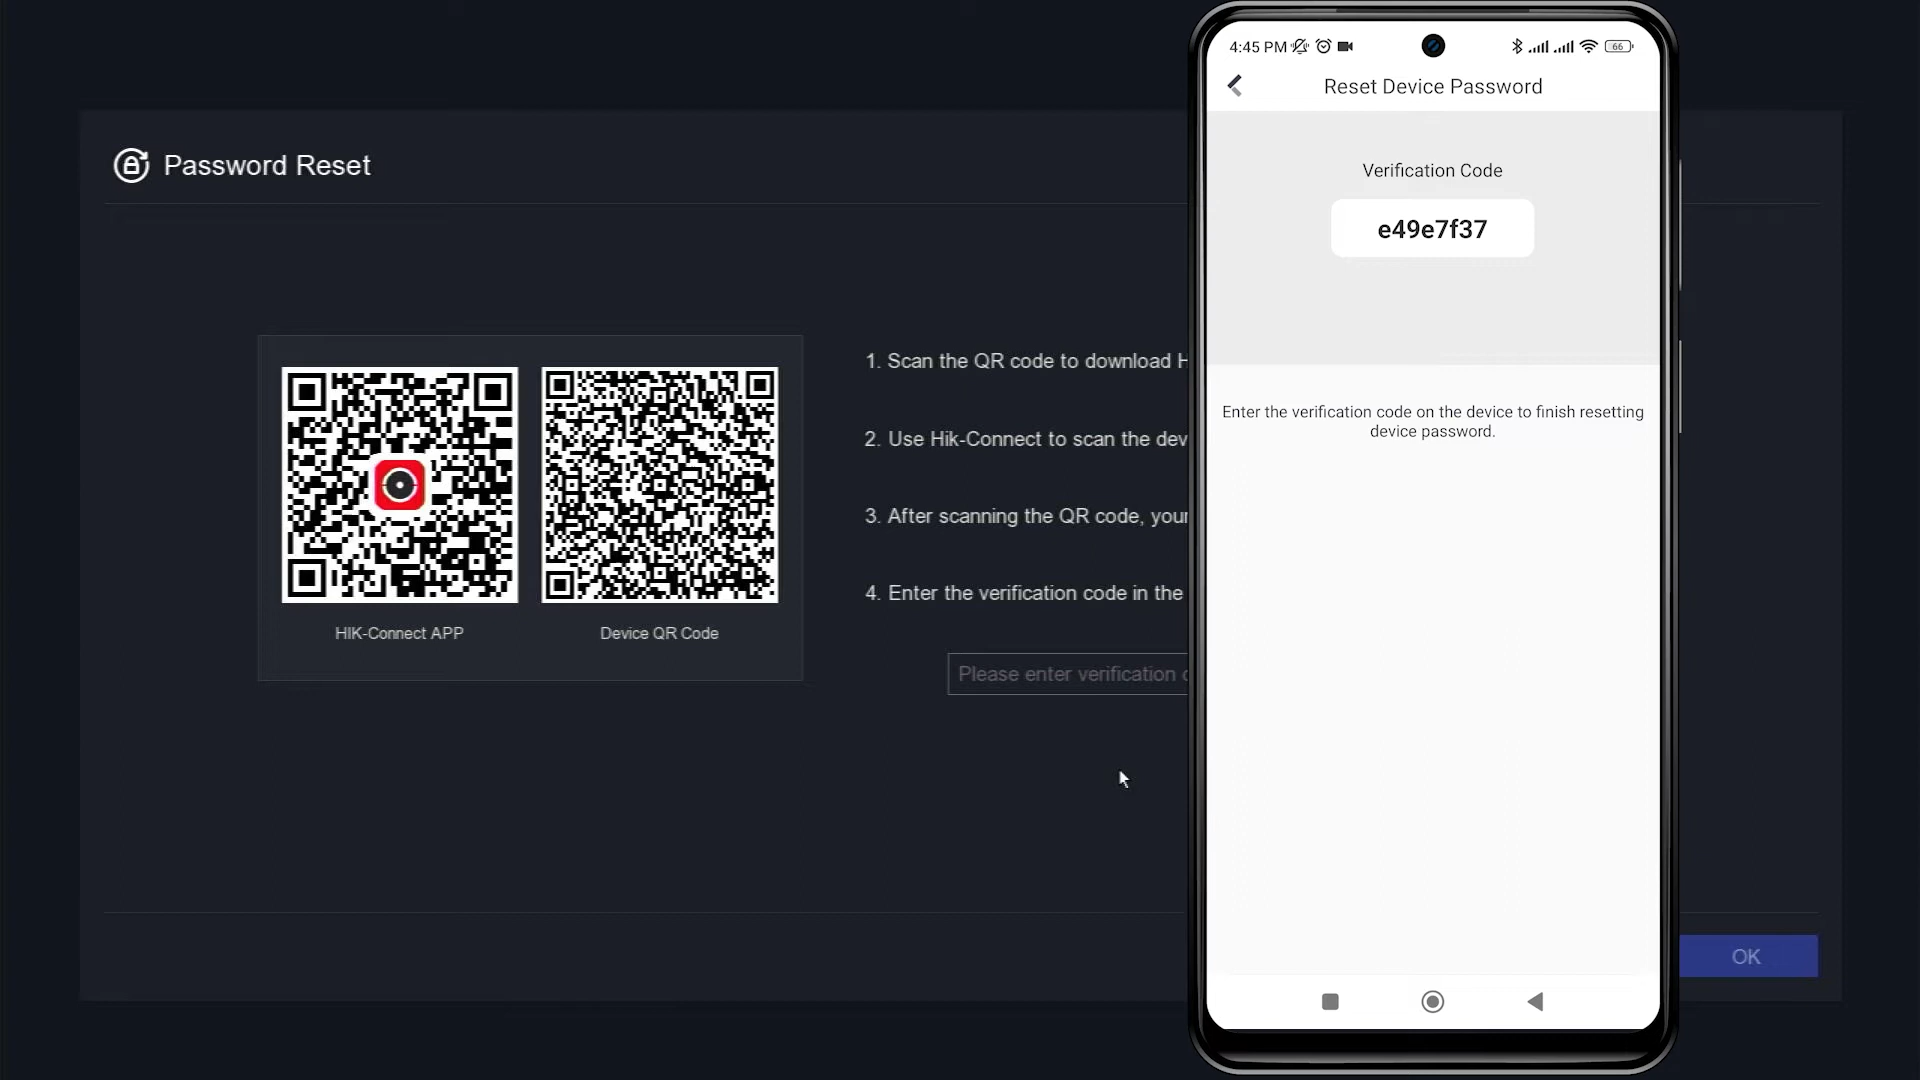 Password Reset
HIK-Connect APP
Device QR Code
1. Scan the QR code to download H
2. Use Hik-Connect to scan the dev
3. After scanning the QR code, your
4. Enter the verification code in the
Please enter verification
OK
4:45 PM
66
Reset Device Password
Verification Code
e49e7f37
Enter the verification code on the device to finish resetting
device password.